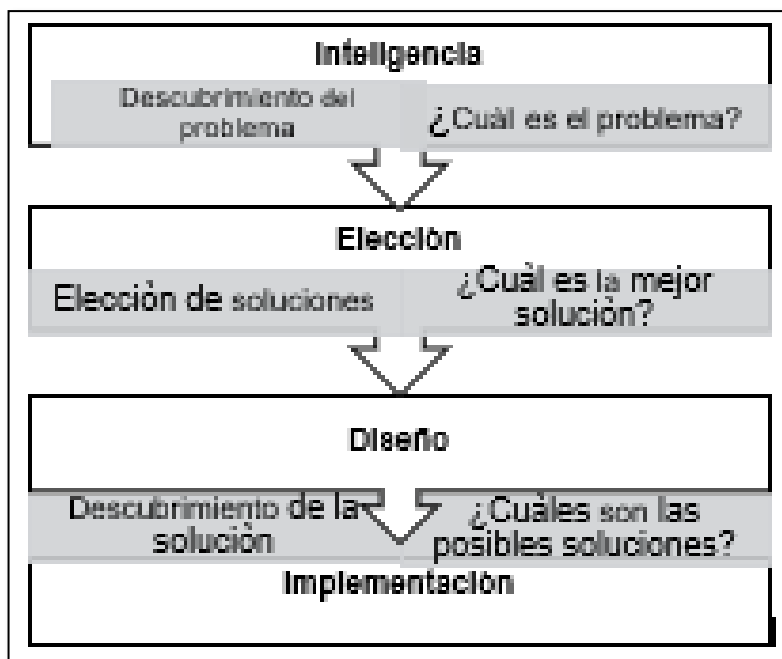 Inteligencia
Descubrimiento del
problema
¿Cuál es el problema?
Elección
Elección de soluciones
¿Cuál es la mejor
solución?
Diseño
Descubrimiento de la
solución
¿Cuáles son las
posibles soluciones?
Implementación